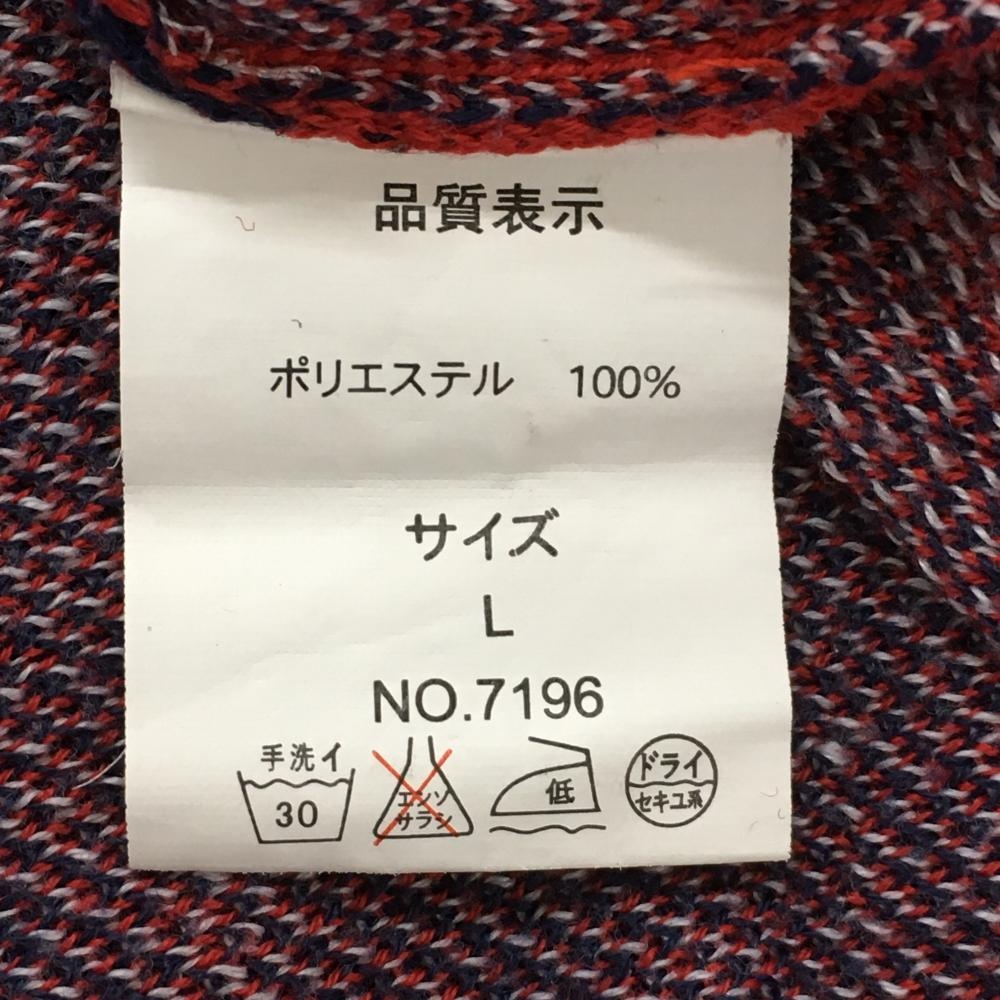 品質表示
ポリエステル 100%
サイズ
L
NO.7196
手洗イ
30
エンソ
サラシ
低
ドライ
セキユ系